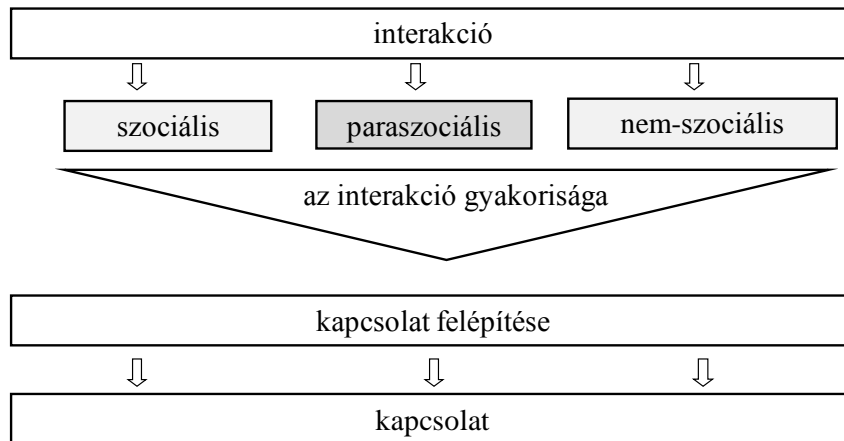 interakció
szociális
paraszociális
nem-szociális
az interakció gyakorisága
kapcsolat felépítése
kapcsolat